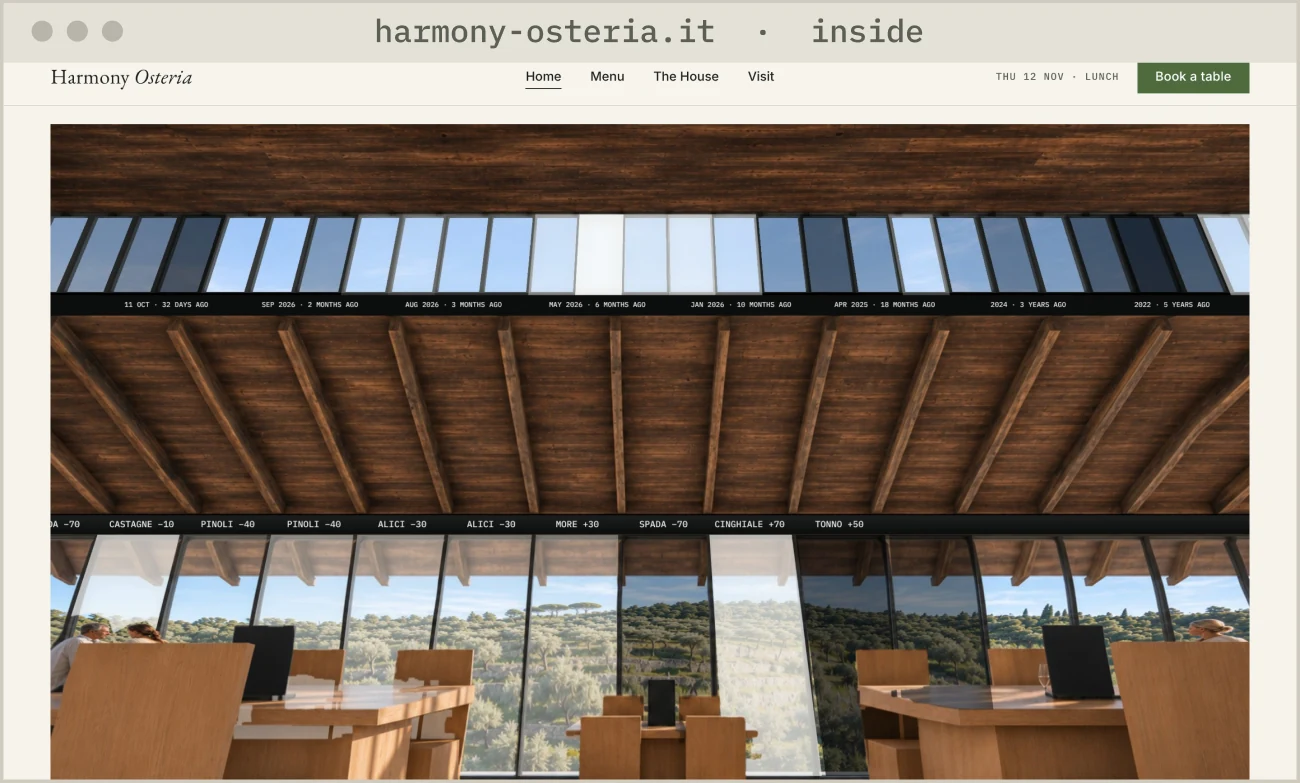 harmony-osteria.it · inside
Harmony Osteria
Home Menu The House Visit
THU 12 NOV · LUNCH
Book a table
11 OCT · 32 DAYS AGO
SEP 2026 · 2 MONTHS AGO
AUG 2026 · 3 MONTHS AGO
MAY 2026 · 6 MONTHS AGO
JAN 2026 · 10 MONTHS AGO
APR 2025 · 18 MONTHS AGO
2024 · 3 YEARS AGO
2022 · 5 YEARS AGO
DA −70
CASTAGNE −10
PINOLI −40
PINOLI −40
ALICI −30
ALICI −30
MORE +30
SPADA −70
CINGHIALE +70
TONNO +50